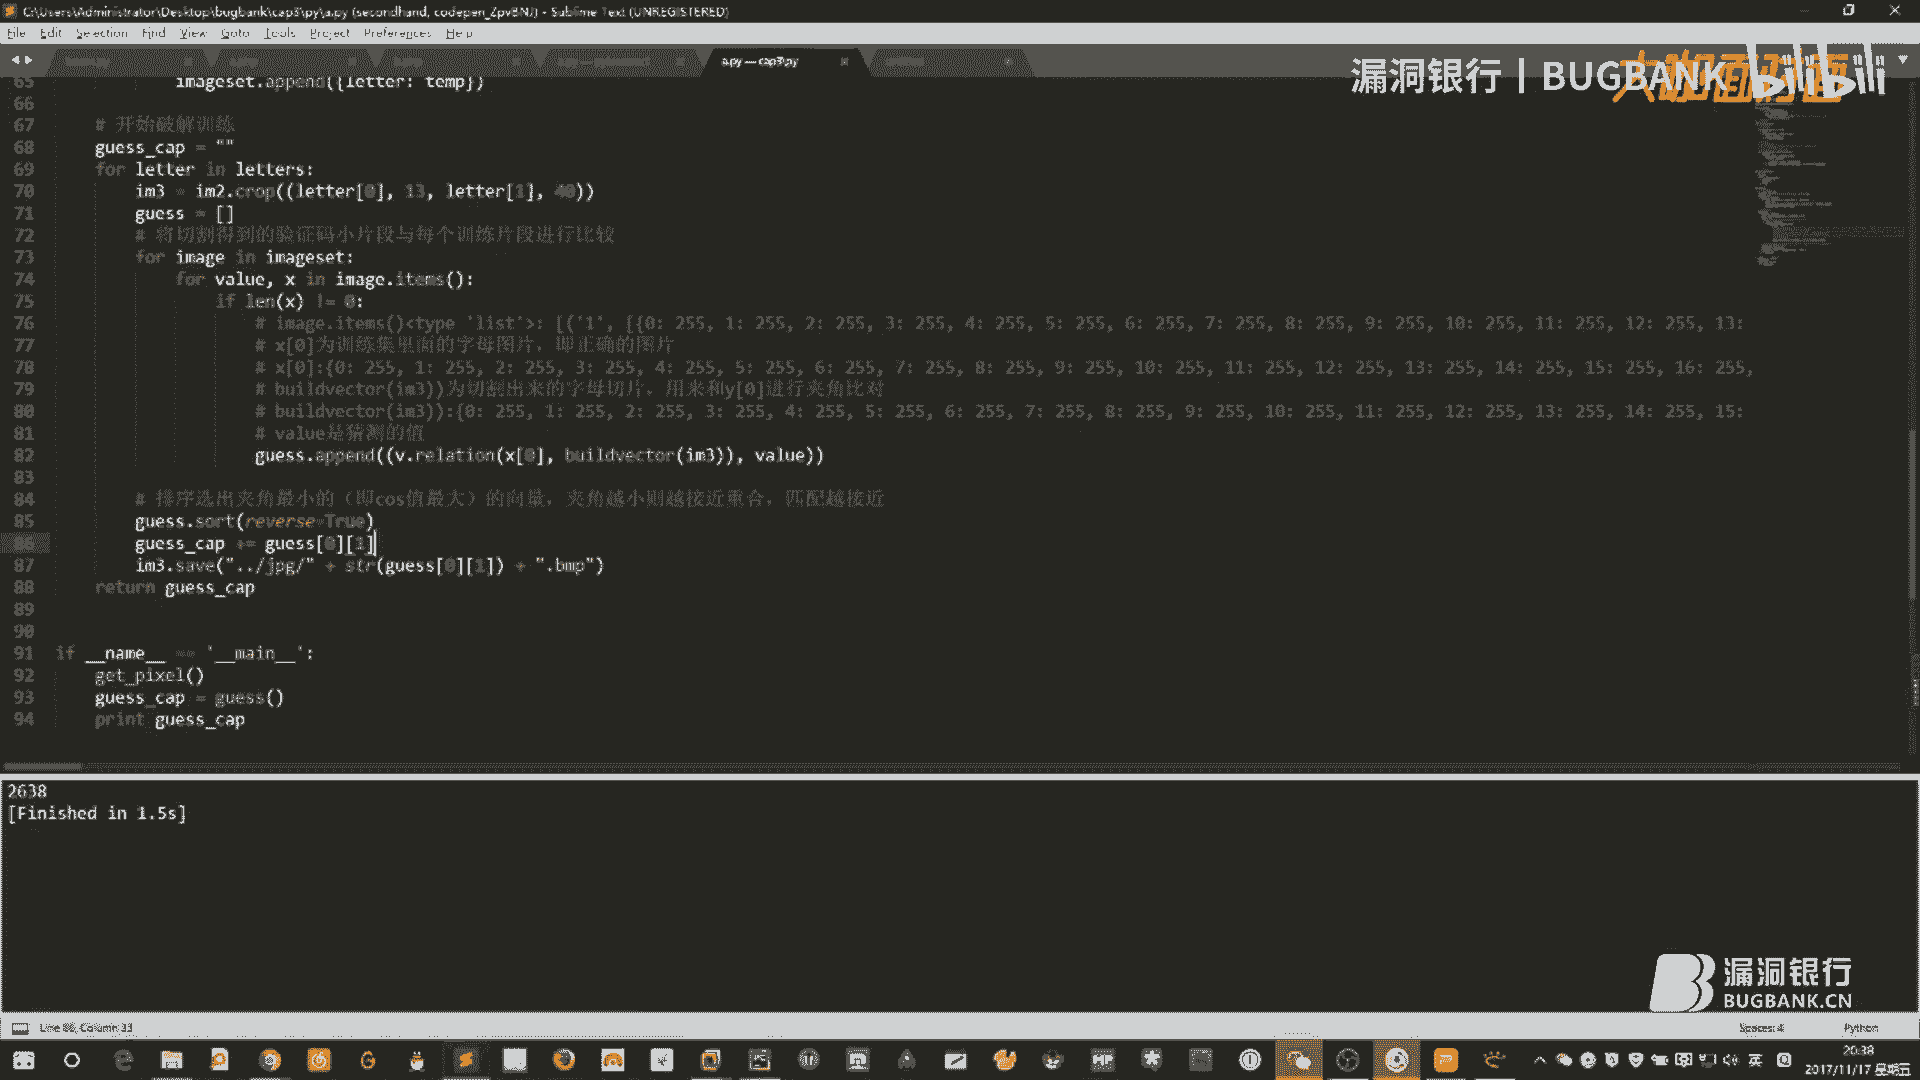 C:\Users\Administrator\Desktop\bugbank\cap3\py\a.py (secondhand, codepen_ZpvBNJ) - Sublime Text (UNREGISTERED)
File Edit Selection Find View Goto Tools Project Preferences Help
a.py — cap3\py
漏洞银行 | BUGBANK
bilibili
65 imageset.append({letter: temp})
66
67 # 开始破解训练
68 guess_cap = ""
69 for letter in letters:
70 im3 = im2.crop((letter[0], 13, letter[1], 40))
71 guess = []
72 # 将切割得到的验证码小片段与每个训练片段进行比较
73 for image in imageset:
74 for value, x in image.items():
75 if len(x) != 0:
76 # image.items()<type 'list'>: [('1', [{0: 255, 1: 255, 2: 255, 3: 255, 4: 255, 5: 255, 6: 255, 7: 255, 8: 255, 9: 255, 10: 255, 11: 255, 12: 255, 13:
77 # x[0]为训练集里面的字母图片，即正确的图片
78 # x[0]:{0: 255, 1: 255, 2: 255, 3: 255, 4: 255, 5: 255, 6: 255, 7: 255, 8: 255, 9: 255, 10: 255, 11: 255, 12: 255, 13: 255, 14: 255, 15: 255, 16: 255,
79 # buildvector(im3))为切割出来的字母切片，用来和y[0]进行夹角比对
80 # buildvector(im3)):{0: 255, 1: 255, 2: 255, 3: 255, 4: 255, 5: 255, 6: 255, 7: 255, 8: 255, 9: 255, 10: 255, 11: 255, 12: 255, 13: 255, 14: 255, 15:
81 # value是猜测的值
82 guess.append((v.relation(x[0], buildvector(im3)), value))
83
84 # 排序选出夹角最小的（即cos值最大）的向量，夹角越小则越接近重合，匹配越接近
85 guess.sort(reverse=True)
86 guess_cap += guess[0][1]
87 im3.save("../jpg/" + str(guess[0][1]) + ".bmp")
88 return guess_cap
89
90
91 if __name__ == '__main__':
92 get_pixel()
93 guess_cap = guess()
94 print guess_cap
2638
[Finished in 1.5s]
漏洞银行
BUGBANK.CN
Line 86, Column 33
Spaces: 4
Python
英
20:38
2017/11/17 星期五